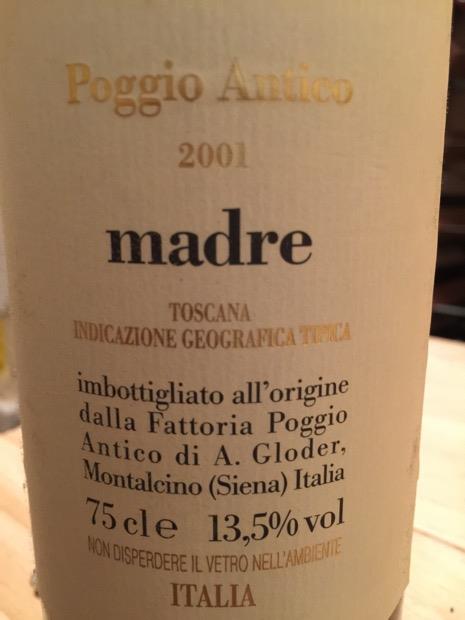 Poggio Antico
2001
madre
TOSCANA
INDICAZIONE GEOGRAFICA TIPICA
imbottigliato all'origine
dalla Fattoria Poggio
Antico di A. Gloder,
Montalcino (Siena) Italia
75 cl e 13,5% vol
NON DISPERDERE IL VETRO NELL'AMBIENTE
ITALIA